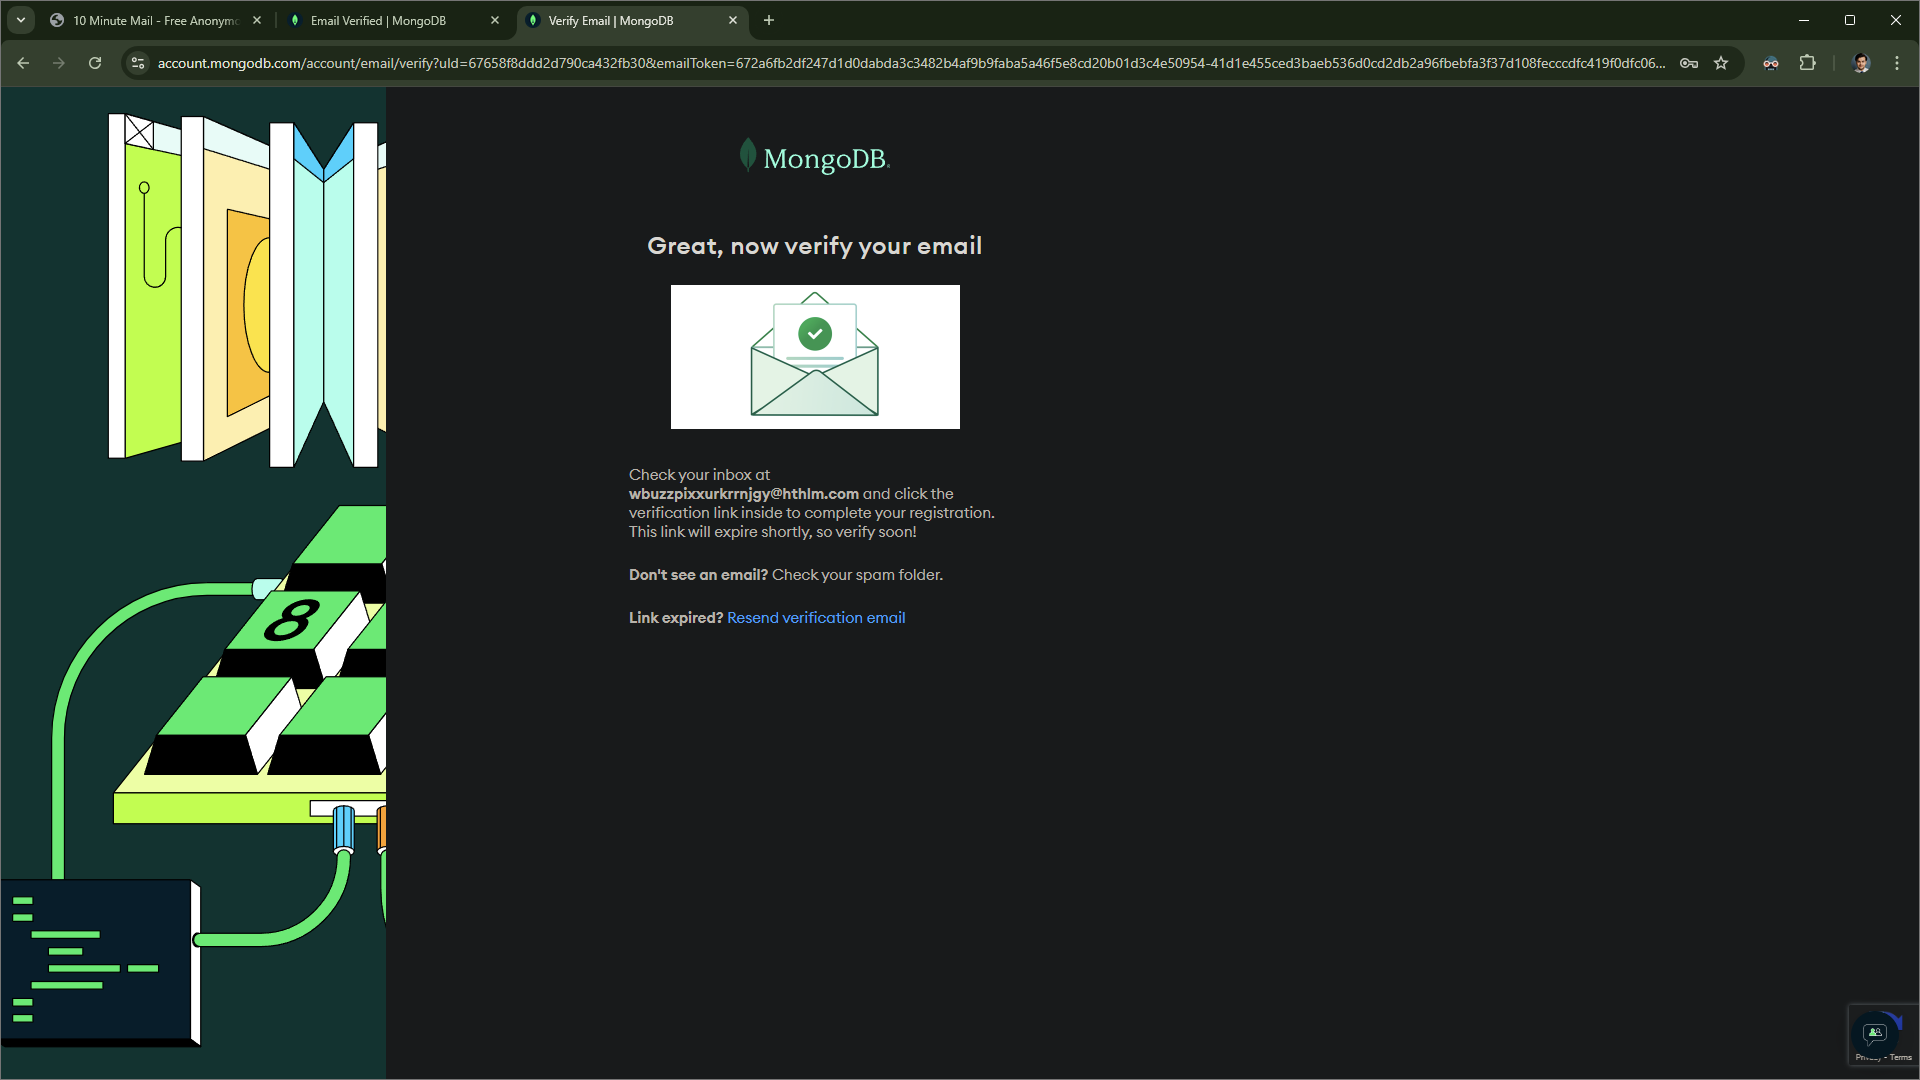 10 Minute Mail - Free Anonym
Email Verified | MongoDB
Verify Email | MongoDB
account.mongodb.com/account/email/verify?uId=67658f8ddd2d790ca432fb30&emailToken=672a6fb2df247d1d0dabda3c3482b4af9b9faba5a46f5e8cd20b01d3c4e50954-41d1e455ced3baeb536d0cd2db2a96fbebfa3f37d108fecccdfc419f0dfc06...
MongoDB.
Great, now verify your email
Check your inbox at
wbuzzpixxurkrrnjgy@hthlm.com and click the
verification link inside to complete your registration.
This link will expire shortly, so verify soon!
Don't see an email? Check your spam folder.
Link expired? Resend verification email
8
- Terms